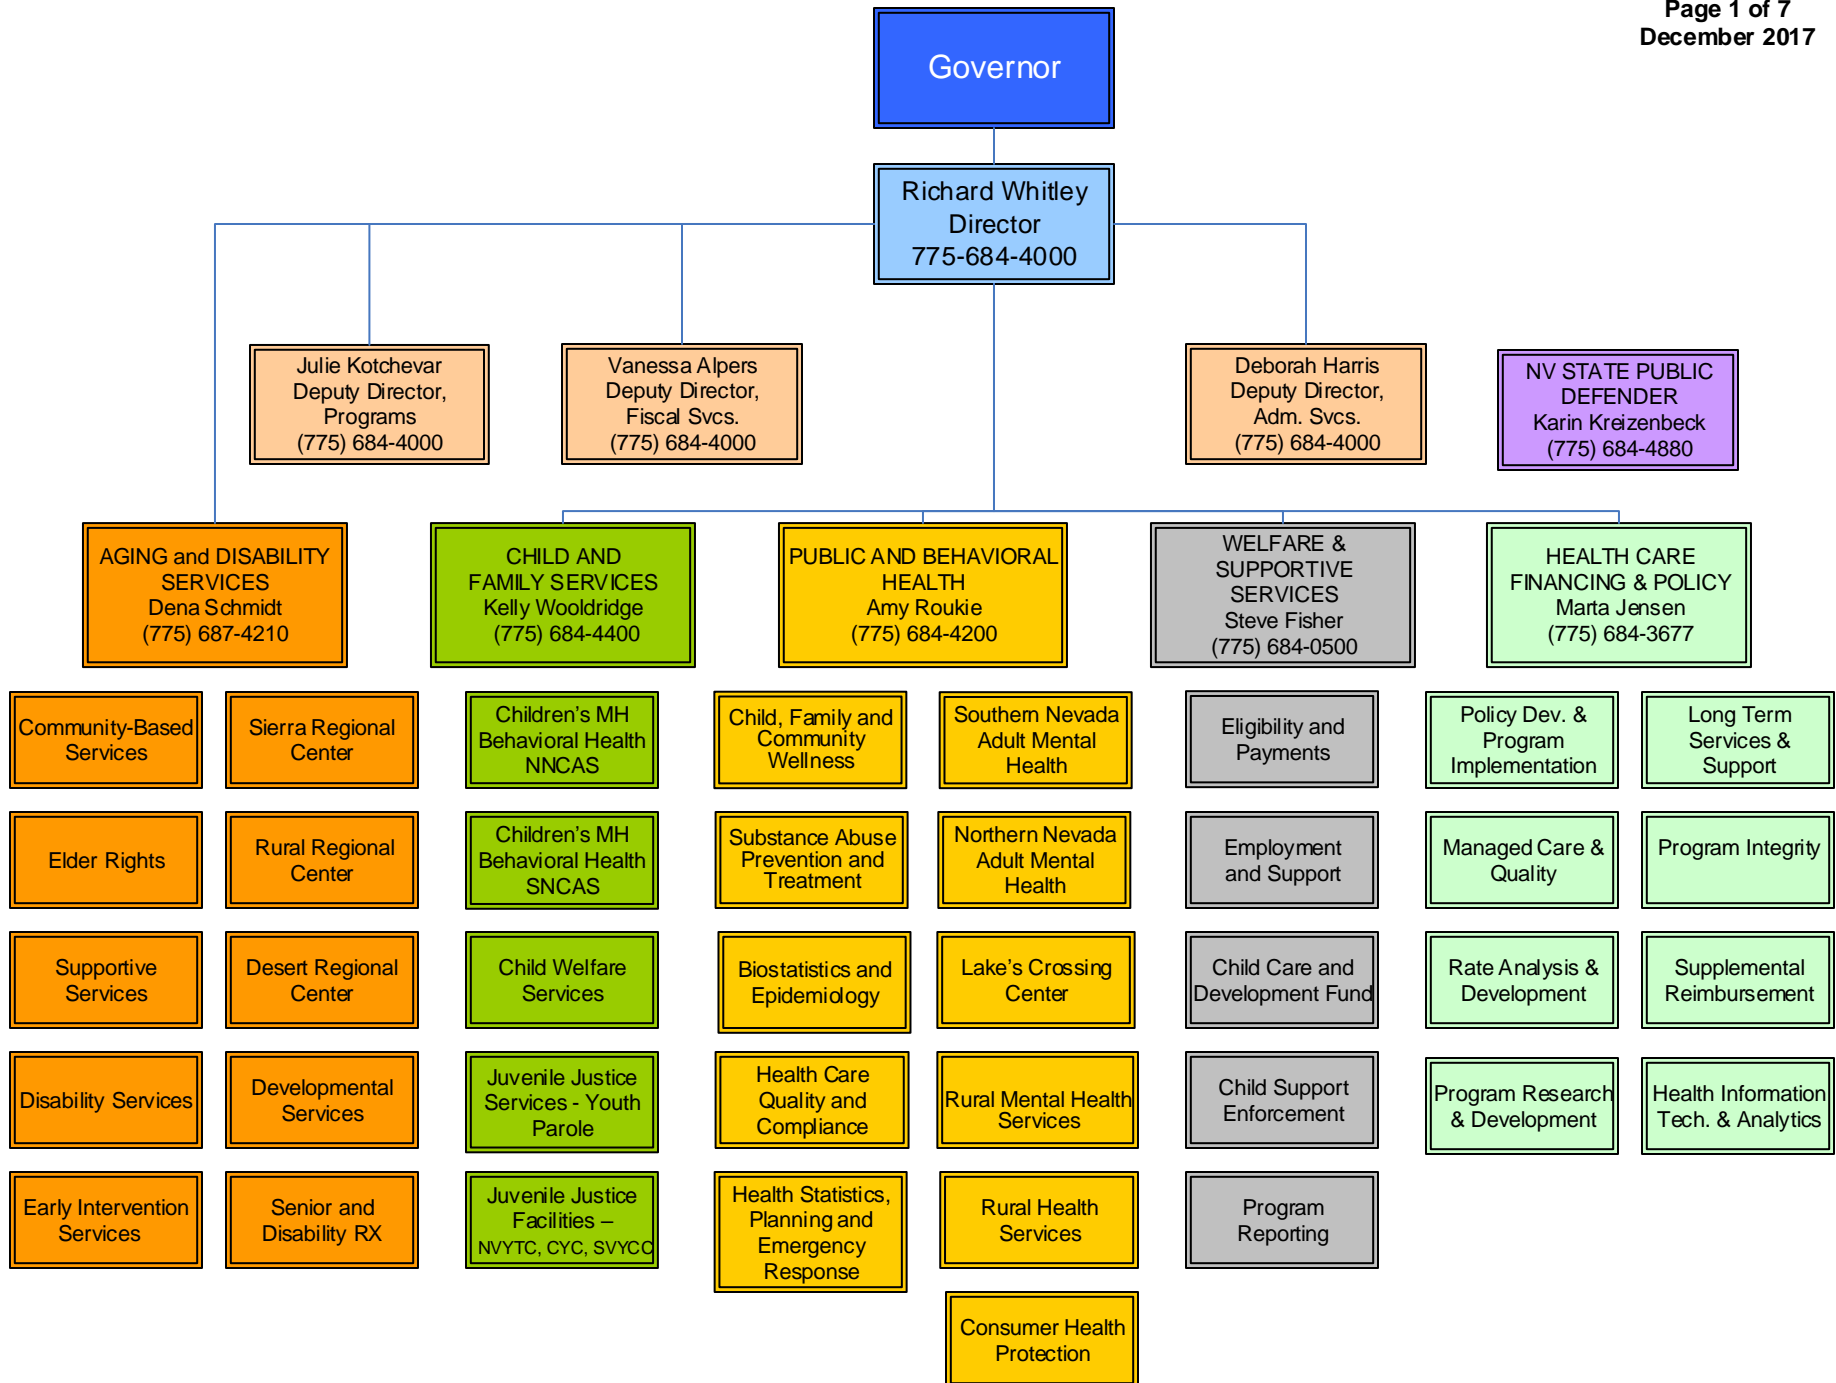 Page 1 of 7
December 2017
Governor
Richard Whitley
Director
775-684-4000
Julie Kotchevar
Deputy Director,
Programs
(775) 684-4000
Vanessa Alpers
Deputy Director,
Fiscal Svcs.
(775) 684-4000
Deborah Harris
Deputy Director,
Adm. Svcs.
(775) 684-4000
NV STATE PUBLIC
DEFENDER
Karin Kreizenbeck
(775) 684-4880
AGING and DISABILITY
SERVICES
Dena Schmidt
(775) 687-4210
CHILD AND
FAMILY SERVICES
Kelly Wooldridge
(775) 684-4400
PUBLIC AND BEHAVIORAL
HEALTH
Amy Roukie
(775) 684-4200
WELFARE &
SUPPORTIVE
SERVICES
Steve Fisher
(775) 684-0500
HEALTH CARE
FINANCING & POLICY
Marta Jensen
(775) 684-3677
Community-Based
Services
Sierra Regional
Center
Children's MH
Behavioral Health
NNCAS
Child, Family and
Community
Wellness
Southern Nevada
Adult Mental
Health
Eligibility and
Payments
Policy Dev. &
Program
Implementation
Long Term
Services &
Support
Elder Rights
Rural Regional
Center
Children's MH
Behavioral Health
SNCAS
Substance Abuse
Prevention and
Treatment
Northern Nevada
Adult Mental
Health
Employment
and Support
Managed Care &
Quality
Program Integrity
Supportive
Services
Desert Regional
Center
Child Welfare
Services
Biostatistics and
Epidemiology
Lake's Crossing
Center
Child Care and
Development Fund
Rate Analysis &
Development
Supplemental
Reimbursement
Disability Services
Developmental
Services
Juvenile Justice
Services - Youth
Parole
Health Care
Quality and
Compliance
Rural Mental Health
Services
Child Support
Enforcement
Program Research
& Development
Health Information
Tech. & Analytics
Early Intervention
Services
Senior and
Disability RX
Juvenile Justice
Facilities –
NVYTC, CYC, SVYCC
Health Statistics,
Planning and
Emergency
Response
Rural Health
Services
Program
Reporting
Consumer Health
Protection